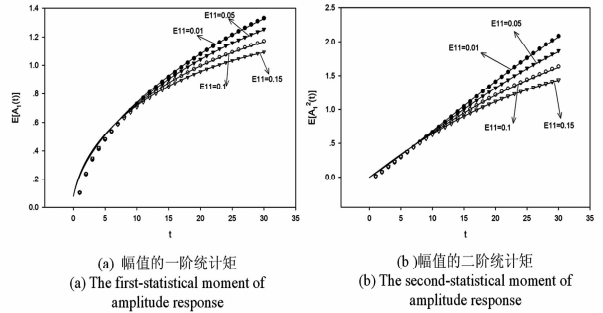 1.4
1.2
1.0
.8
.6
.4
.2
0.0
E[A₁(t)]
E11=0.05
E11=0.01
E11=0.1
E11=0.15
0 5 10 15 20 25 30 35
t
2.5
2.0
1.5
1.0
.5
0.0
E[A₁²(t)]
E11=0.05
E11=0.01
E11=0.1
E11=0.15
-5 0 5 10 15 20 25 30 35
t
(a) 幅值的一阶统计矩
(a) The first-statistical moment of
amplitude response
(b )幅值的二阶统计矩
(b) The second-statistical moment of
amplitude response